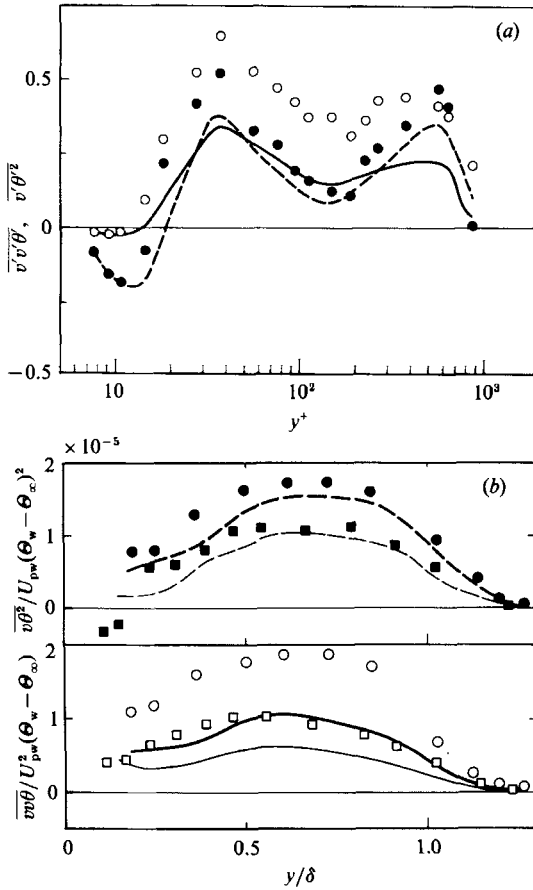 (a)
0.5
0
−0.5
$\overline{v'v'\theta'}$, $\overline{v'\theta'^2}$
10
10²
10³
y⁺
× 10⁻⁵
2
(b)
1
0
$\overline{v\theta^2}/U_{pw}(\Theta_w - \Theta_\infty)^2$
2
1
0
$\overline{vv\theta}/U_{pw}^2(\Theta_w - \Theta_\infty)$
0
0.5
1.0
y/δ